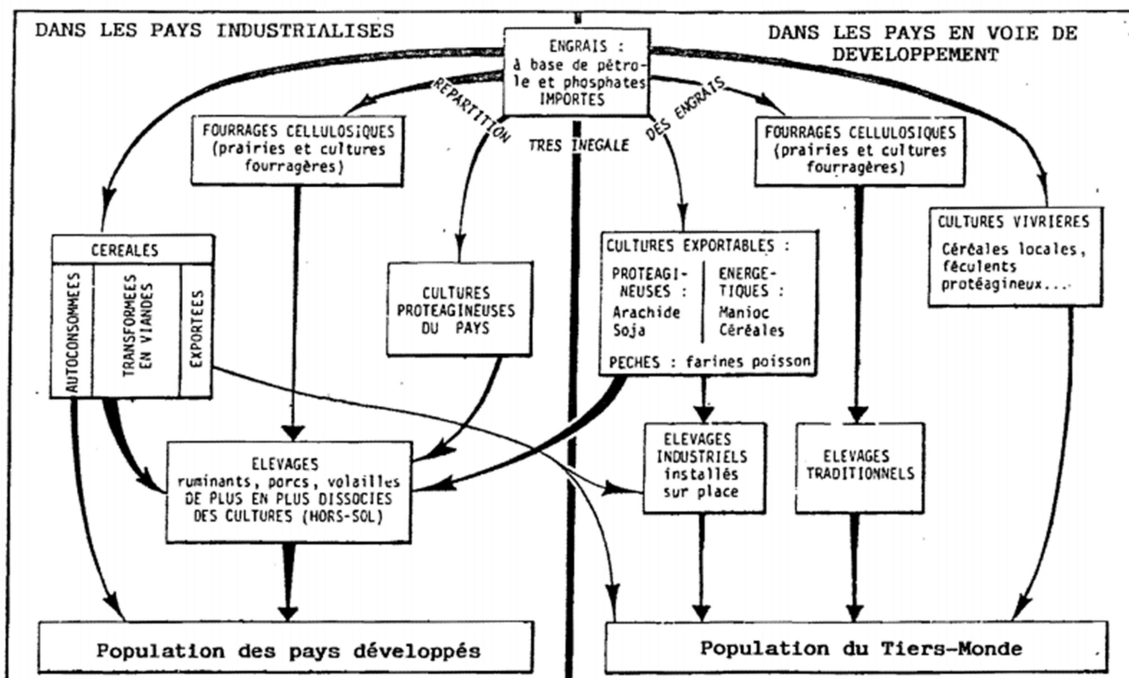 DANS LES PAYS INDUSTRIALISES
DANS LES PAYS EN VOIE DE
DEVELOPPEMENT
ENGRAIS :
à base de pétro-
le et phosphates
IMPORTES
REPARTITION
TRES INEGALE
DES ENGRAIS
FOURRAGES CELLULOSIQUES
(prairies et cultures
fourragères)
FOURRAGES CELLULOSIQUES
(prairies et cultures
fourragères)
CEREALES
AUTOCONSOMMEES
TRANSFORMEES
EN VIANDES
EXPORTEES
CULTURES
PROTEAGINEUSES
DU PAYS
CULTURES EXPORTABLES :
PROTEAGI-
NEUSES :
Arachide
Soja
ENERGE-
TIQUES :
Manioc
Céréales
PECHES : farines poisson
CULTURES VIVRIERES
Céréales locales,
féculents
protéagineux...
ELEVAGES
ruminants, porcs, volailles
DE PLUS EN PLUS DISSOCIES
DES CULTURES (HORS-SOL)
ELEVAGES
INDUSTRIELS
installés
sur place
ELEVAGES
TRADITIONNELS
Population des pays développés
Population du Tiers-Monde